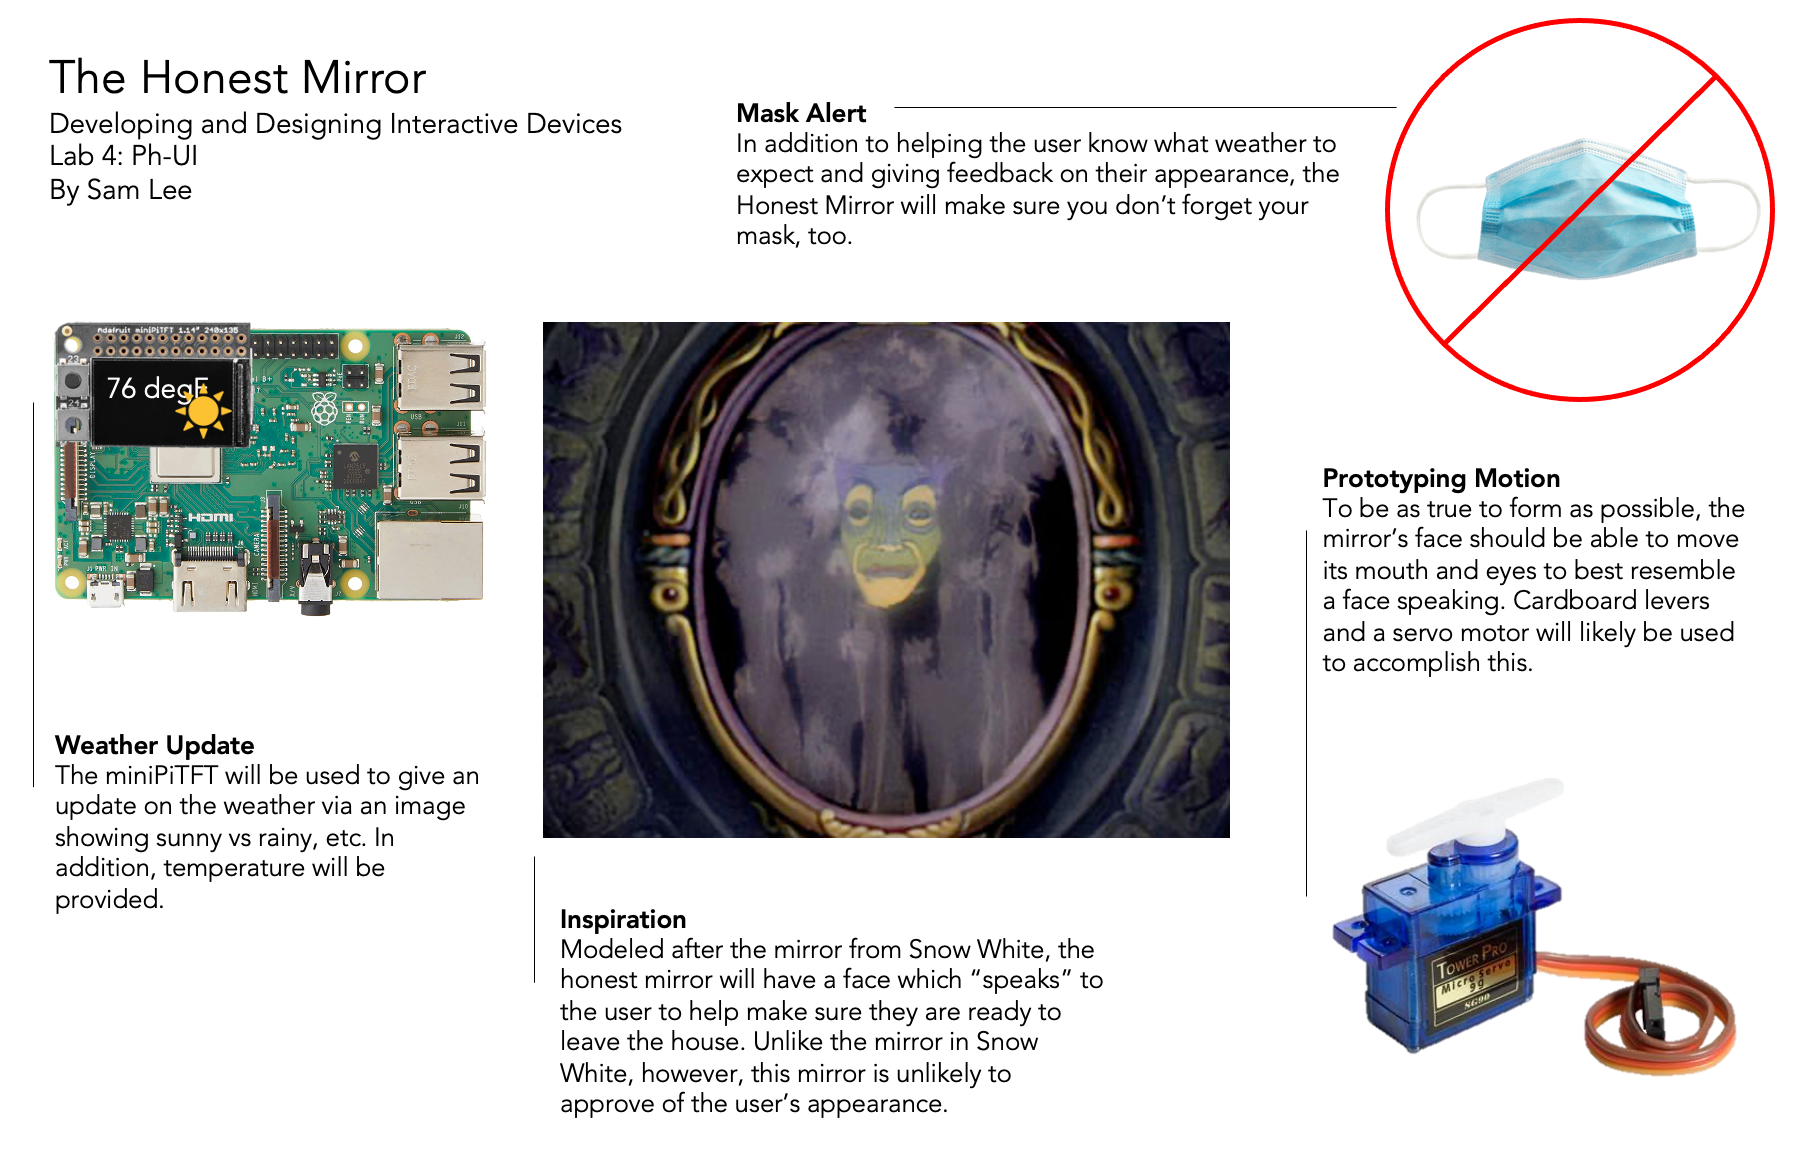 The Honest Mirror
Developing and Designing Interactive Devices
Lab 4: Ph-UI
By Sam Lee
Mask Alert
In addition to helping the user know what weather to
expect and giving feedback on their appearance, the
Honest Mirror will make sure you don’t forget your
mask, too.
Adafruit miniPiTFT 1.14" 240x135
23
24
76 degF
DISPLAY
HDMI
CAMERA
USB
PWR IN
Weather Update
The miniPiTFT will be used to give an
update on the weather via an image
showing sunny vs rainy, etc. In
addition, temperature will be
provided.
Inspiration
Modeled after the mirror from Snow White, the
honest mirror will have a face which “speaks” to
the user to help make sure they are ready to
leave the house. Unlike the mirror in Snow
White, however, this mirror is unlikely to
approve of the user’s appearance.
Prototyping Motion
To be as true to form as possible, the
mirror’s face should be able to move
its mouth and eyes to best resemble
a face speaking. Cardboard levers
and a servo motor will likely be used
to accomplish this.
Tower Pro
Micro Servo
9g
SG90